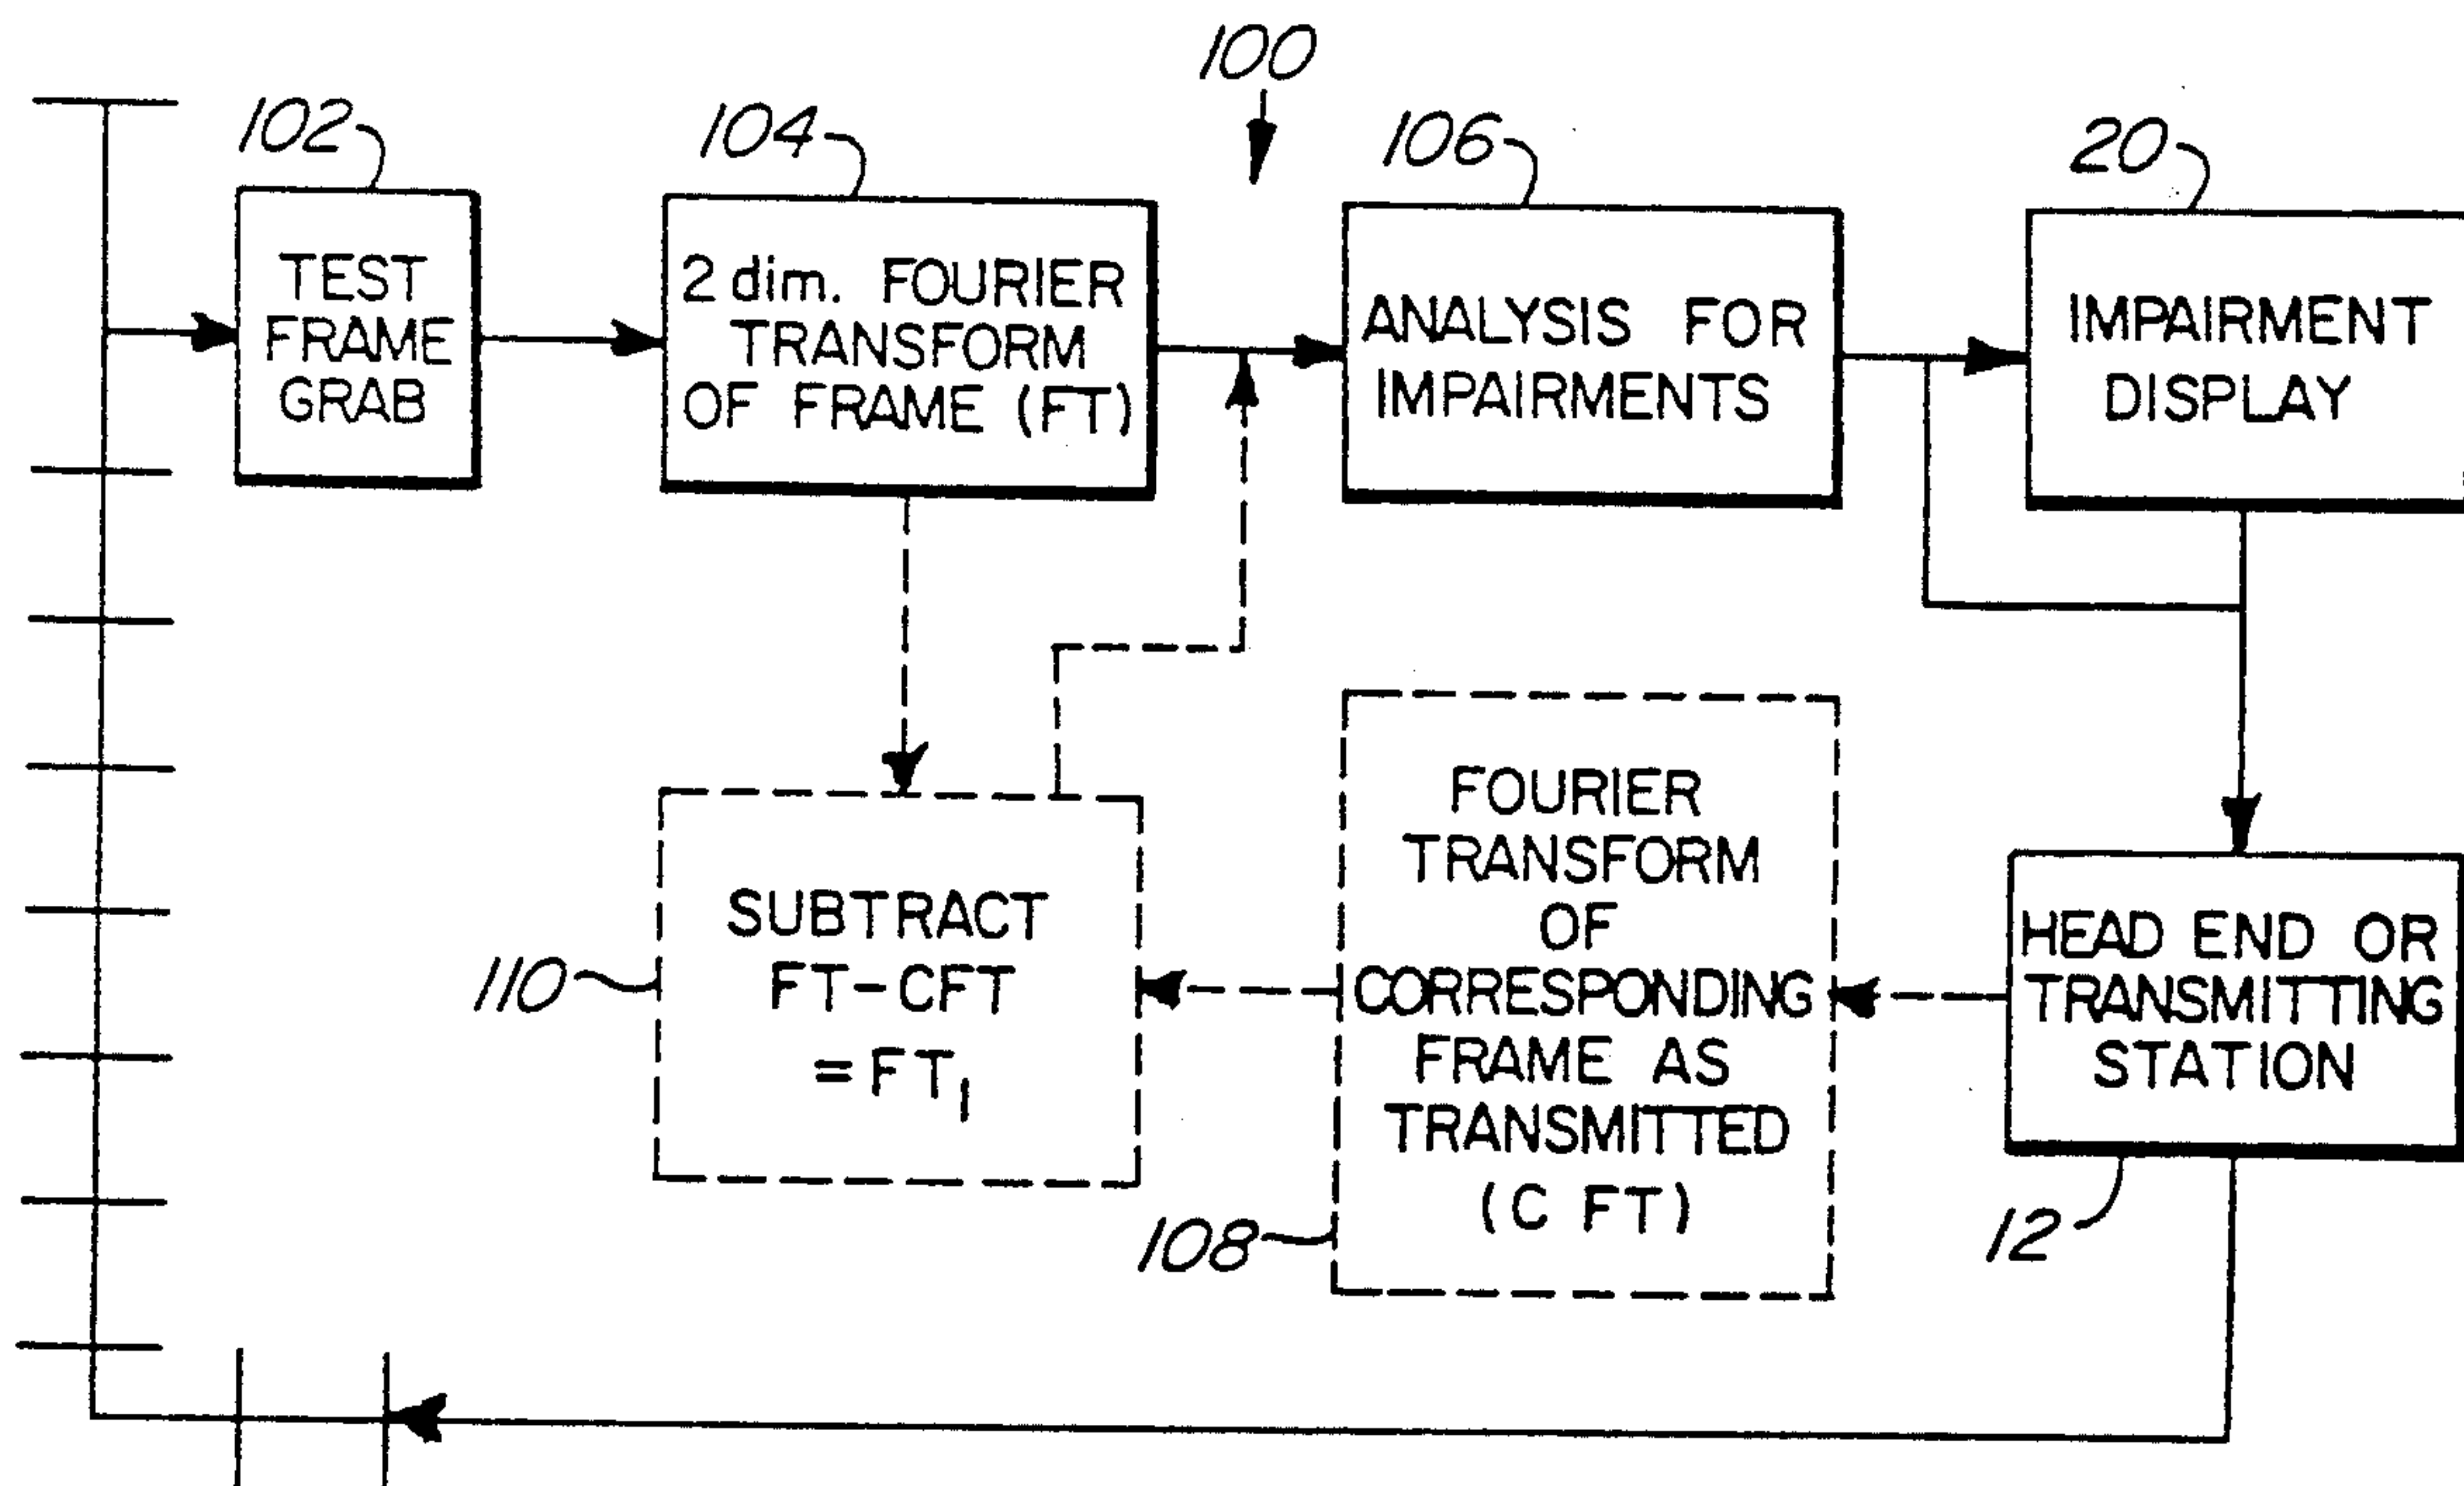 100
102
104
106
20
TEST
FRAME
GRAB
2 dim. FOURIER
TRANSFORM
OF FRAME (FT)
ANALYSIS FOR
IMPAIRMENTS
IMPAIRMENT
DISPLAY
110
SUBTRACT
FT-CFT
=FT₁
108
FOURIER
TRANSFORM
OF
CORRESPONDING
FRAME AS
TRANSMITTED
(C FT)
HEAD END OR
TRANSMITTING
STATION
12